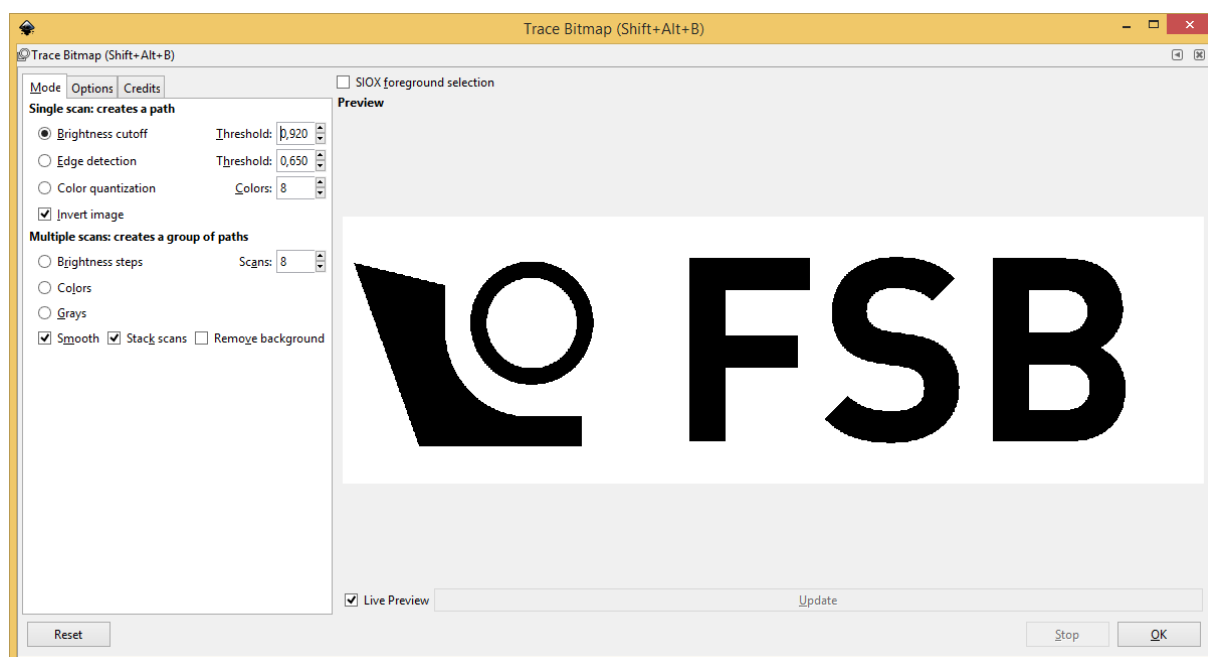 Trace Bitmap (Shift+Alt+B)
Trace Bitmap (Shift+Alt+B)
Mode Options Credits
Single scan: creates a path
Brightness cutoff Threshold: 0,920
Edge detection Threshold: 0,650
Color quantization Colors: 8
Invert image
Multiple scans: creates a group of paths
Brightness steps Scans: 8
Colors
Grays
Smooth Stack scans Remove background
SIOX foreground selection
Preview
FSB
Live Preview Update
Reset Stop OK